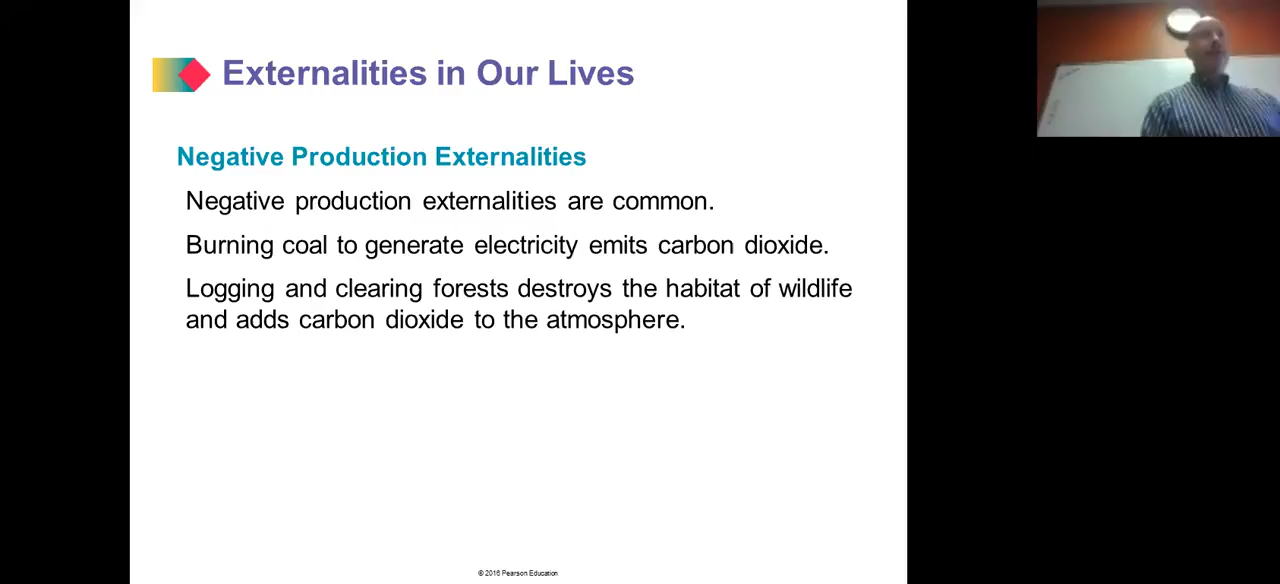 Externalities in Our Lives
Negative Production Externalities
Negative production externalities are common.
Burning coal to generate electricity emits carbon dioxide.
Logging and clearing forests destroys the habitat of wildlife
and adds carbon dioxide to the atmosphere.
© 2016 Pearson Education